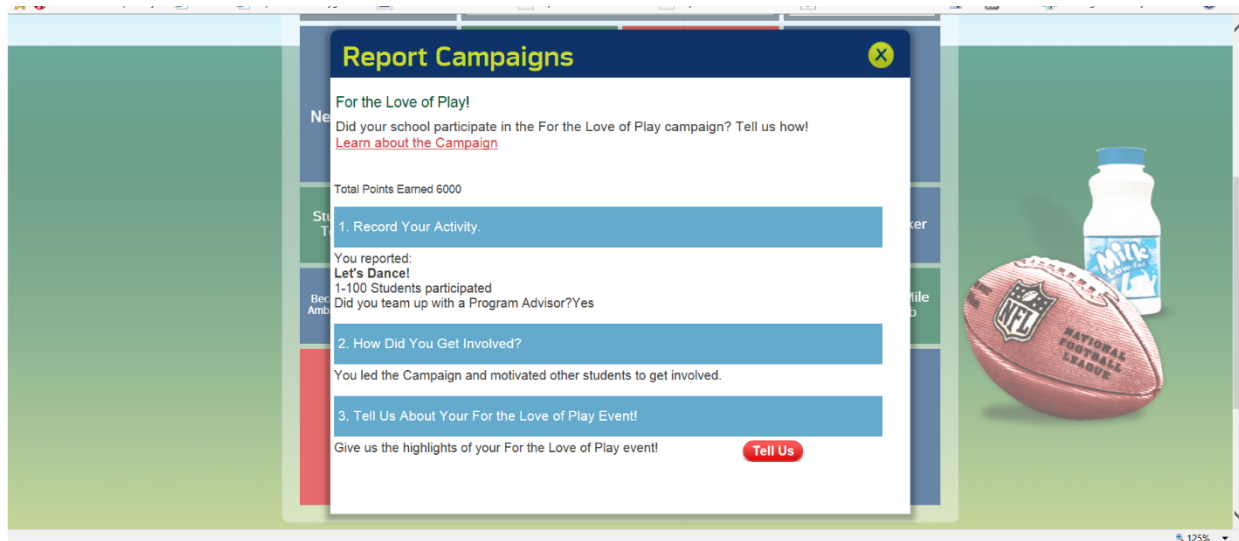 Report Campaigns
For the Love of Play!
Did your school participate in the For the Love of Play campaign? Tell us how!
Learn about the Campaign
Total Points Earned 6000
1. Record Your Activity.
You reported:
Let's Dance!
1-100 Students participated
Did you team up with a Program Advisor?Yes
2. How Did You Get Involved?
You led the Campaign and motivated other students to get involved.
3. Tell Us About Your For the Love of Play Event!
Give us the highlights of your For the Love of Play event!
Tell Us
Milk
Low fat
NFL
NATIONAL
FOOTBALL
LEAGUE
125%